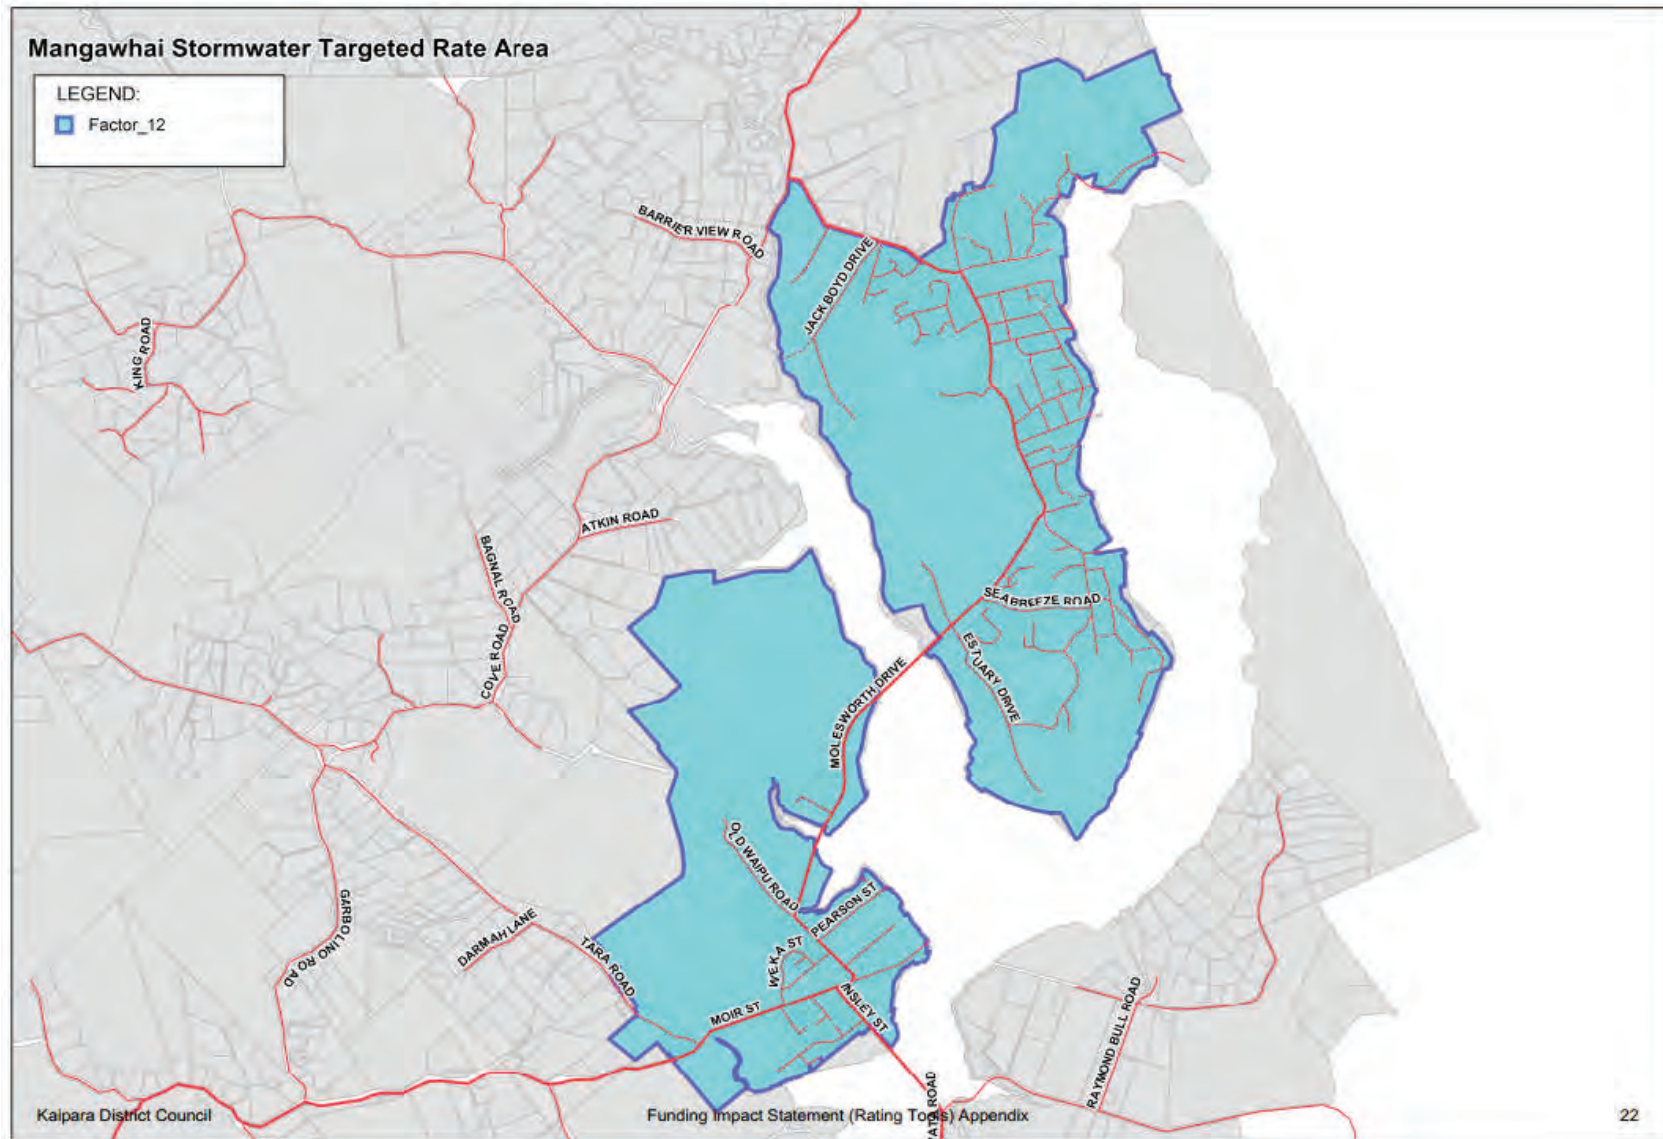 Mangawhai Stormwater Targeted Rate Area
LEGEND:
Factor_12
BARRIER VIEW ROAD
JACK BOYD DRIVE
KING ROAD
ATKIN ROAD
BAGNAL ROAD
COVE ROAD
SEABREEZE ROAD
ESTUARY DRIVE
MOLESWORTH DRIVE
OLD WAIPU ROAD
PEARSON ST
WEKA ST
GARBOLINO ROAD
DARMAH LANE
TARA ROAD
MOIR ST
INSLEY ST
RAYMOND BULL ROAD
ROAD
Kaipara District Council
Funding Impact Statement (Rating Tools) Appendix
22